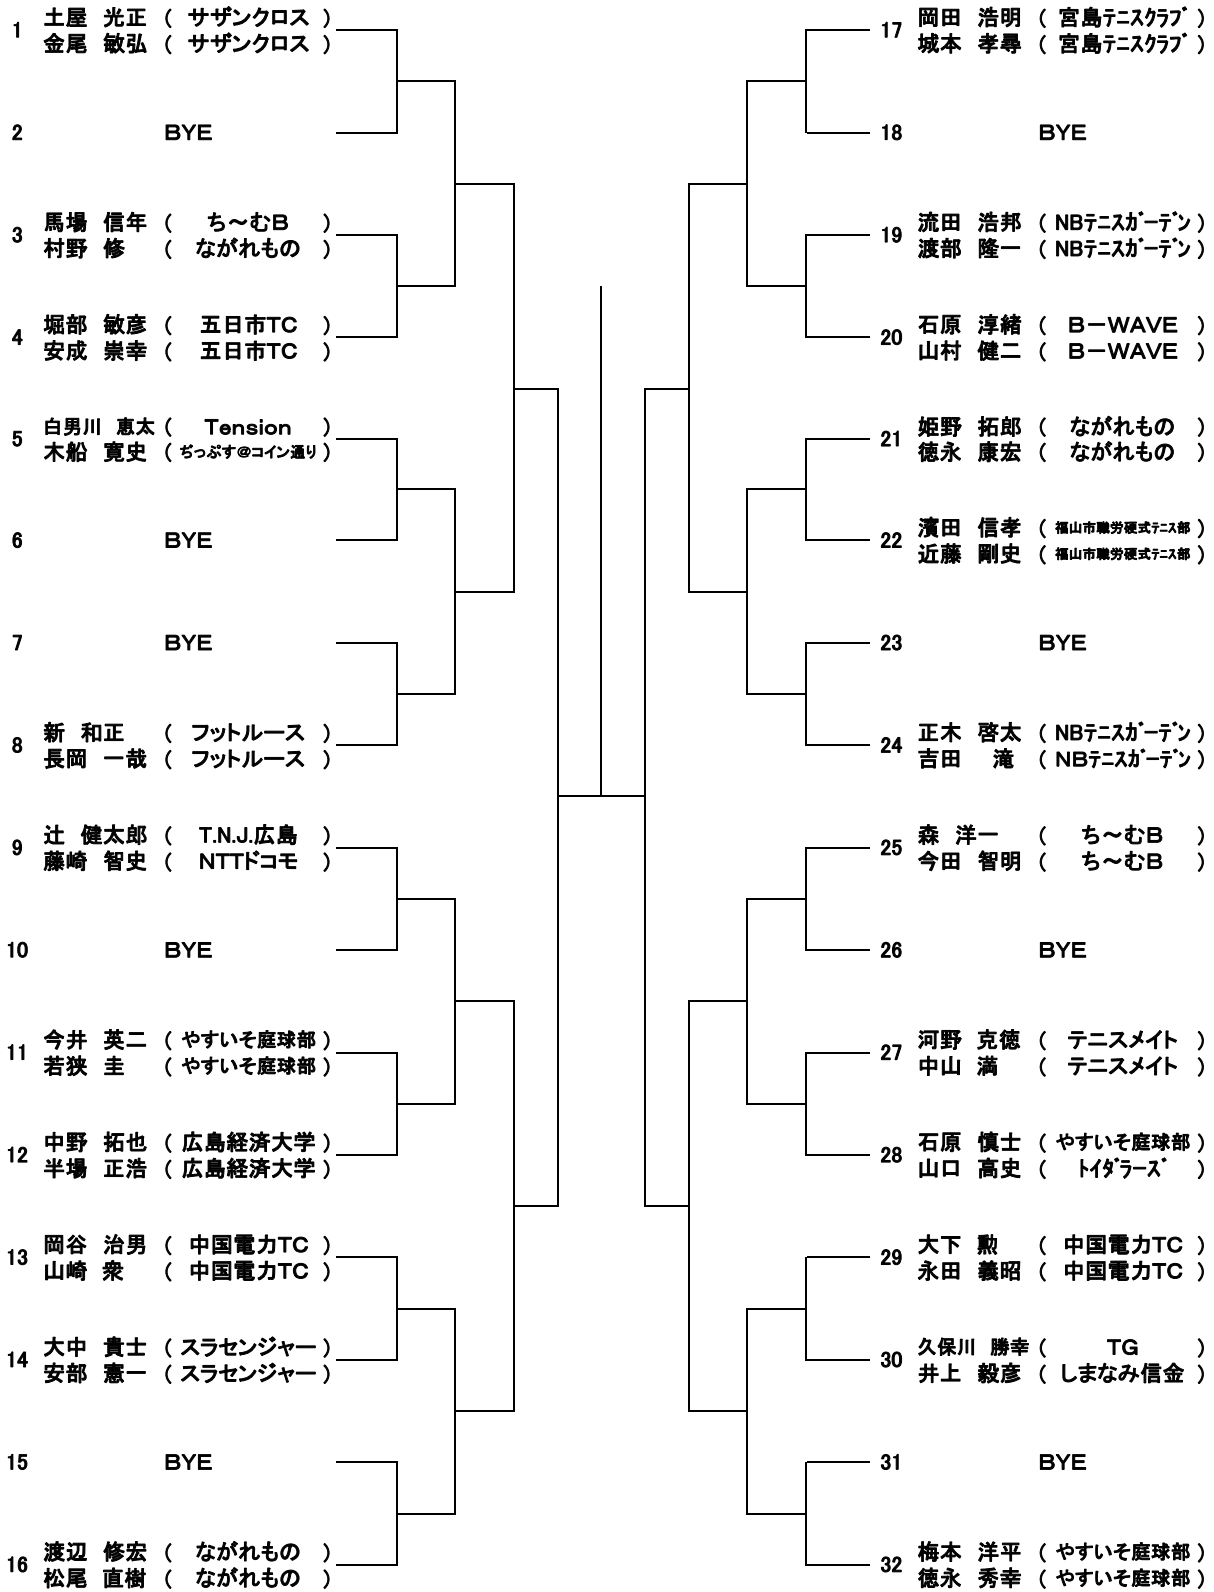 1 土屋 光正 ( サザンクロス )
金尾 敏弘 ( サザンクロス )
2 BYE
3 馬場 信年 ( ち～むB )
村野 修 ( ながれもの )
4 堀部 敏彦 ( 五日市TC )
安成 崇幸 ( 五日市TC )
5 白男川 恵太 ( Tension )
木船 寛史 ( ぢっぷす@コイン通り )
6 BYE
7 BYE
8 新 和正 ( フットルース )
長岡 一哉 ( フットルース )
9 辻 健太郎 ( T.N.J.広島 )
藤崎 智史 ( NTTドコモ )
10 BYE
11 今井 英二 ( やすいそ庭球部 )
若狭 圭 ( やすいそ庭球部 )
12 中野 拓也 ( 広島経済大学 )
半場 正浩 ( 広島経済大学 )
13 岡谷 治男 ( 中国電力TC )
山崎 衆 ( 中国電力TC )
14 大中 貴士 ( スラセンジャー )
安部 憲一 ( スラセンジャー )
15 BYE
16 渡辺 修宏 ( ながれもの )
松尾 直樹 ( ながれもの )
17 岡田 浩明 ( 宮島ﾃﾆｽｸﾗﾌﾞ )
城本 孝尋 ( 宮島ﾃﾆｽｸﾗﾌﾞ )
18 BYE
19 流田 浩邦 ( NBﾃﾆｽｶﾞｰﾃﾞﾝ )
渡部 隆一 ( NBﾃﾆｽｶﾞｰﾃﾞﾝ )
20 石原 淳緒 ( B－WAVE )
山村 健二 ( B－WAVE )
21 姫野 拓郎 ( ながれもの )
徳永 康宏 ( ながれもの )
22 濱田 信孝 ( 福山市職労硬式ﾃﾆｽ部 )
近藤 剛史 ( 福山市職労硬式ﾃﾆｽ部 )
23 BYE
24 正木 啓太 ( NBﾃﾆｽｶﾞｰﾃﾞﾝ )
吉田 滝 ( NBﾃﾆｽｶﾞｰﾃﾞﾝ )
25 森 洋一 ( ち～むB )
今田 智明 ( ち～むB )
26 BYE
27 河野 克徳 ( テニスメイト )
中山 満 ( テニスメイト )
28 石原 慎士 ( やすいそ庭球部 )
山口 高史 ( ﾄｲﾀﾞﾗｰｽﾞ )
29 大下 勲 ( 中国電力TC )
永田 義昭 ( 中国電力TC )
30 久保川 勝幸 ( TG )
井上 毅彦 ( しまなみ信金 )
31 BYE
32 梅本 洋平 ( やすいそ庭球部 )
徳永 秀幸 ( やすいそ庭球部 )